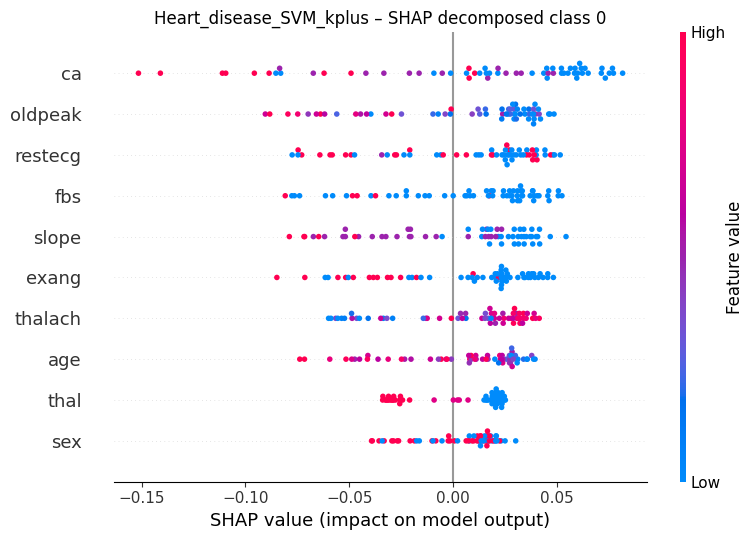 Heart_disease_SVM_kplus – SHAP decomposed class 0
High
ca
oldpeak
restecg
fbs
slope
exang
thalach
age
thal
sex
Feature value
Low
−0.15 −0.10 −0.05 0.00 0.05
SHAP value (impact on model output)